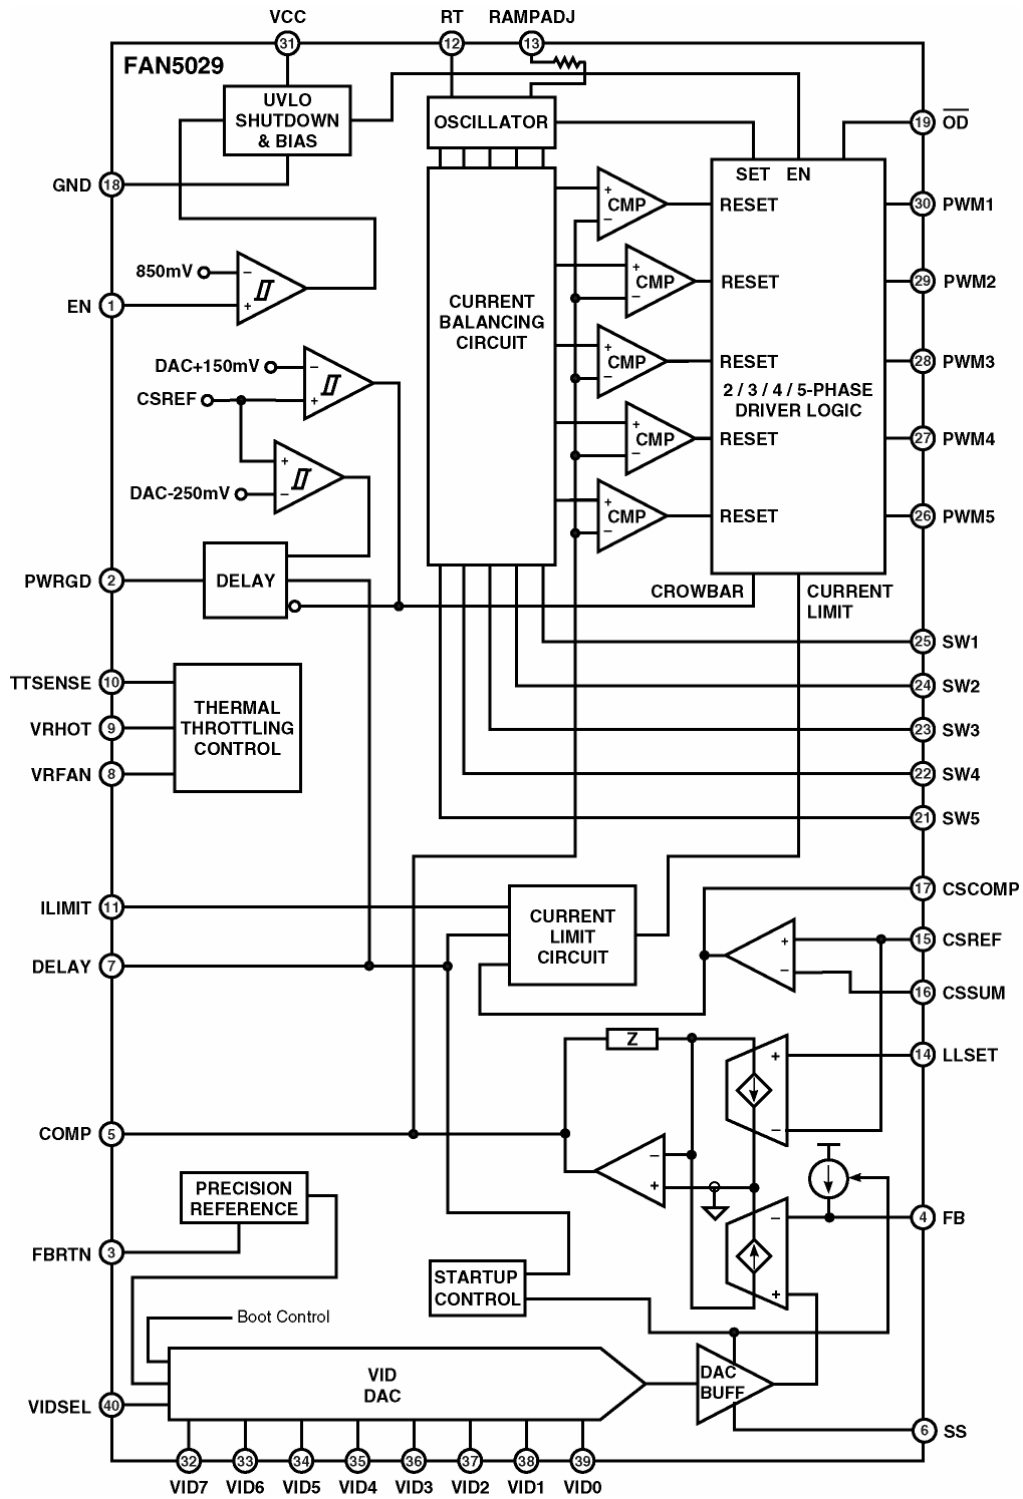 VCC RT RAMPADJ
31 12 13
FAN5029
UVLO
SHUTDOWN
& BIAS
OSCILLATOR
19 OD
SET EN
GND 18
+ CMP −
RESET
30 PWM1
850mV −
+
EN 1
+ CMP −
RESET
29 PWM2
CURRENT
BALANCING
CIRCUIT
DAC+150mV −
CSREF +
+ CMP −
RESET
28 PWM3
2 / 3 / 4 / 5-PHASE
DRIVER LOGIC
+ CMP −
RESET
27 PWM4
+
DAC-250mV −
+ CMP −
RESET
26 PWM5
PWRGD 2
DELAY
CROWBAR
CURRENT
LIMIT
25 SW1
TTSENSE 10
24 SW2
THERMAL
THROTTLING
CONTROL
VRHOT 9
23 SW3
VRFAN 8
22 SW4
21 SW5
17 CSCOMP
ILIMIT 11
CURRENT
LIMIT
CIRCUIT
+
15 CSREF
DELAY 7
−
16 CSSUM
Z
+
14 LLSET
COMP 5
−
−
+
PRECISION
REFERENCE
−
4 FB
FBRTN 3
STARTUP
CONTROL
+
Boot Control
VID
DAC
DAC
BUFF
VIDSEL 40
6 SS
32 33 34 35 36 37 38 39
VID7 VID6 VID5 VID4 VID3 VID2 VID1 VID0